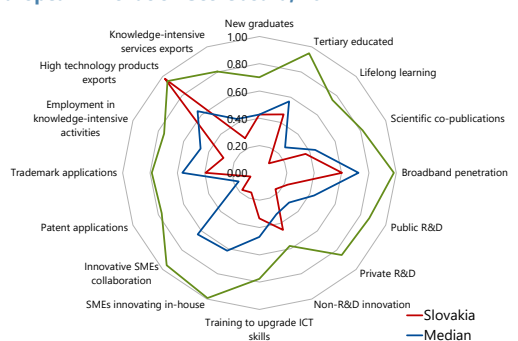 New graduates
Knowledge-intensive
services exports
Tertiary educated
1.00
High technology products
exports
Lifelong learning
0.80
0.60
Employment in
knowledge-intensive
activities
Scientific co-publications
0.40
0.20
Trademark applications
0.00
Broadband penetration
Patent applications
Public R&D
Innovative SMEs
collaboration
Private R&D
SMEs innovating in-house
Non-R&D innovation
Training to upgrade ICT
skills
Slovakia
Median